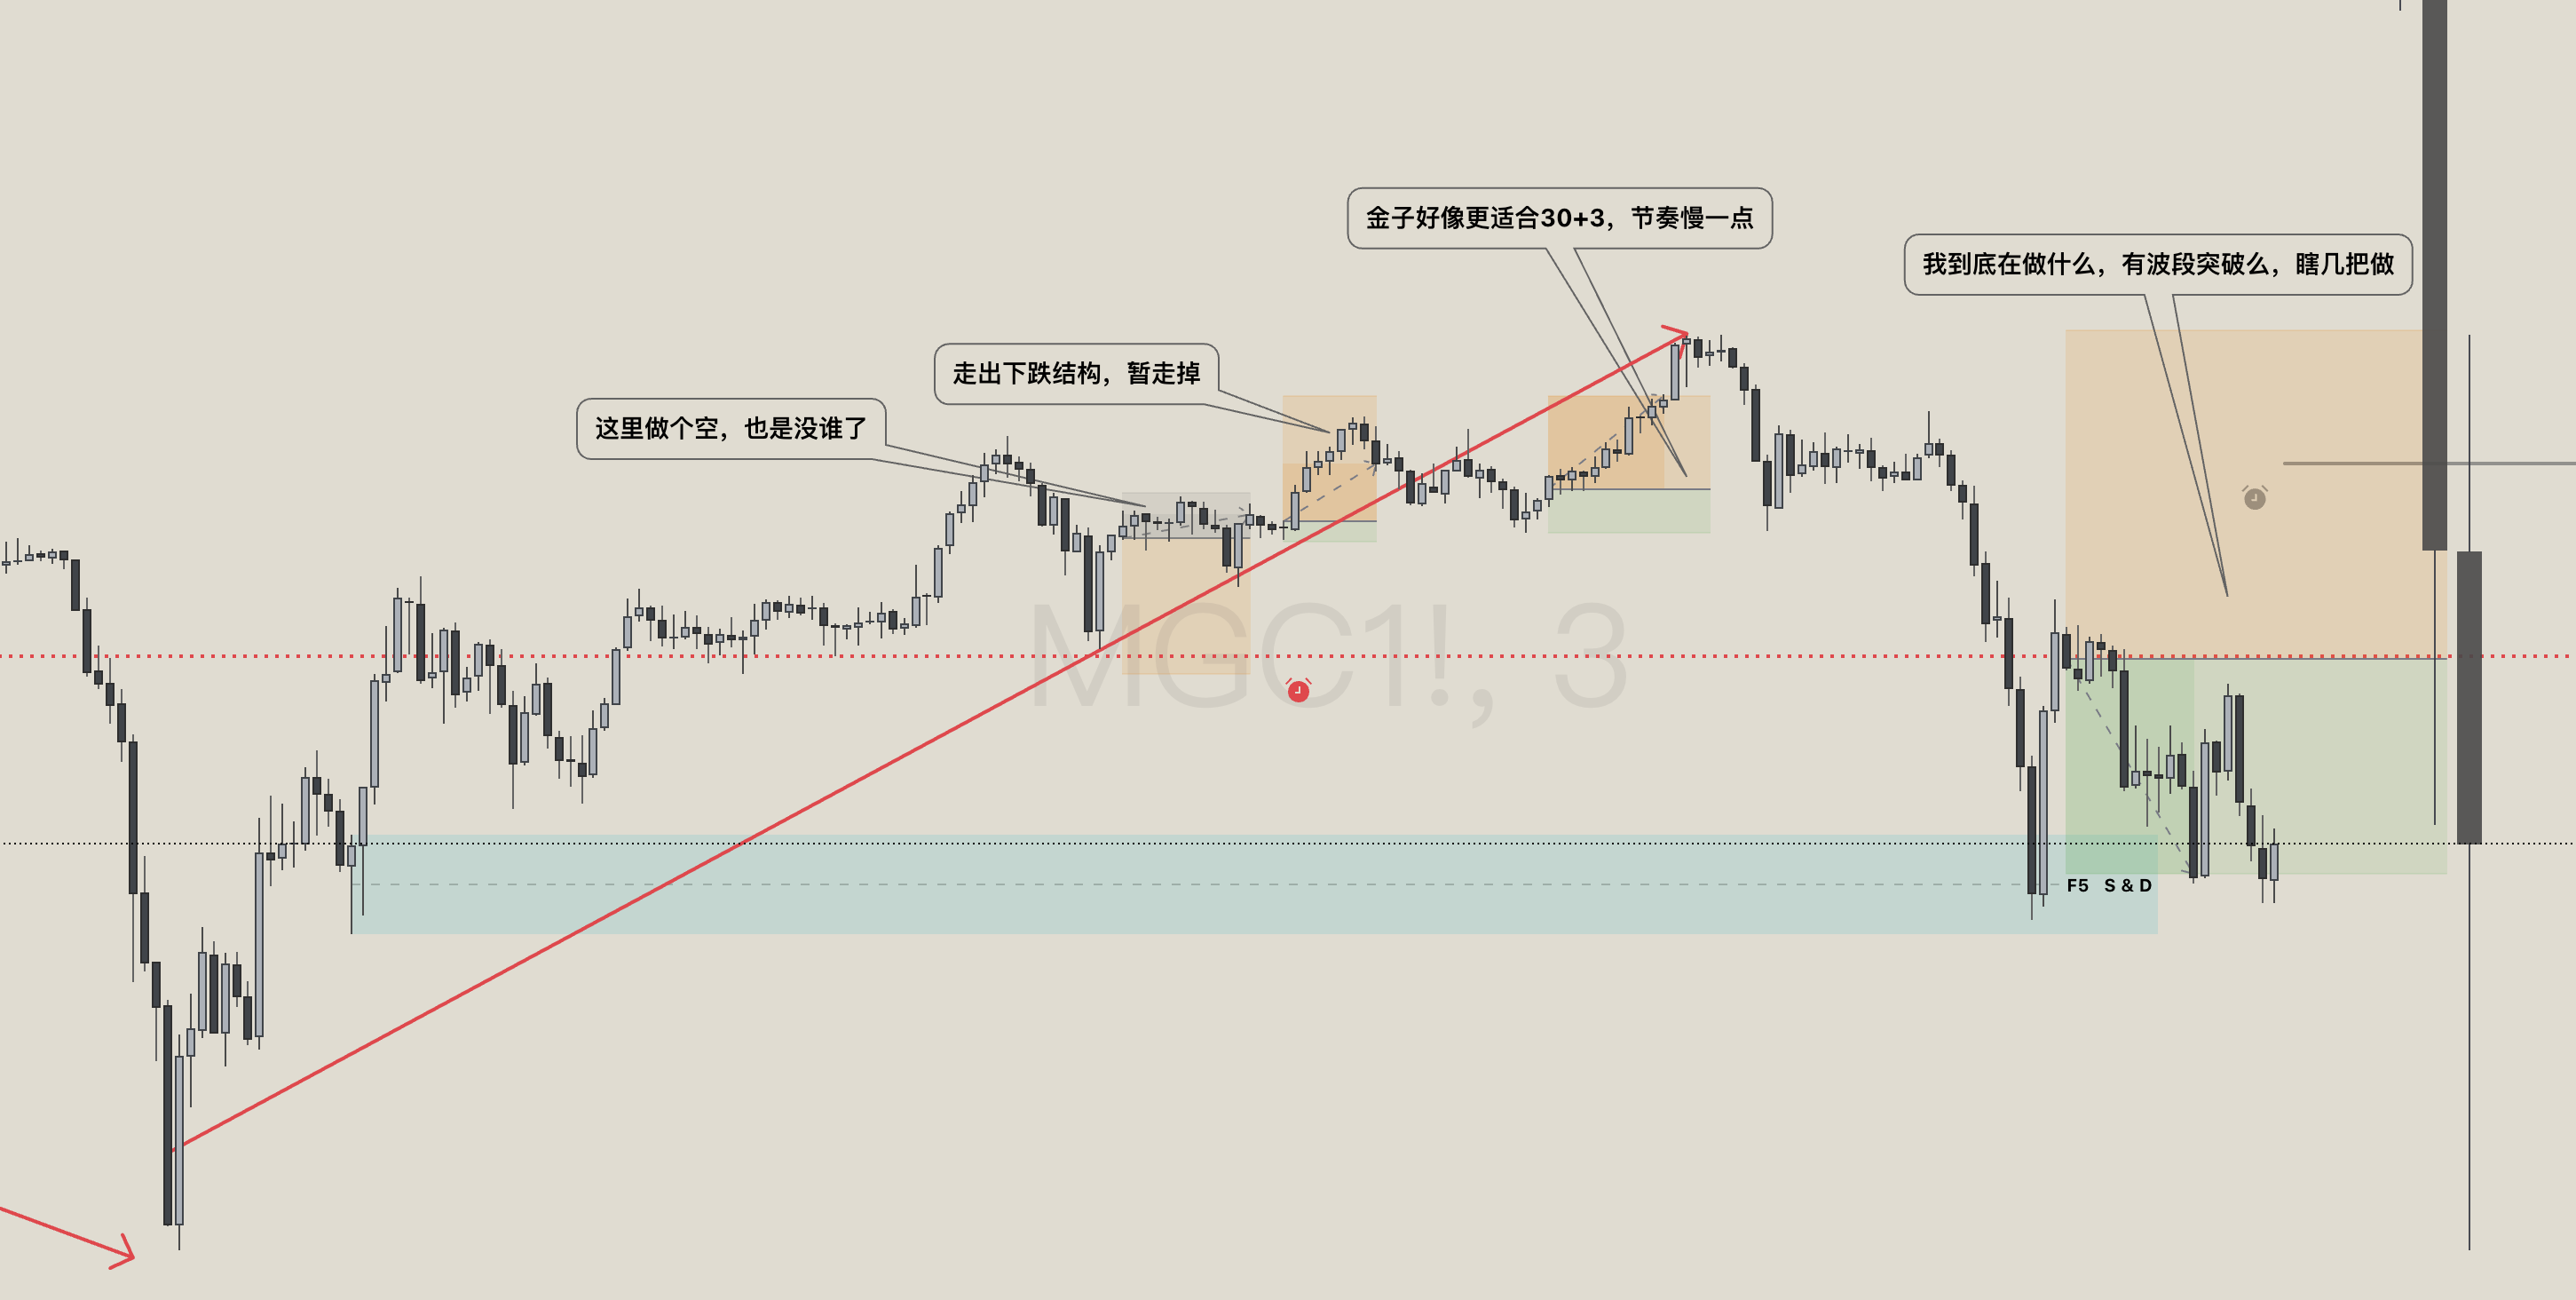 金子好像更适合30+3，节奏慢一点
我到底在做什么，有波段突破么，瞎几把做
走出下跌结构，暂走掉
这里做个空，也是没谁了
MGC1!, 3
F5 S & D